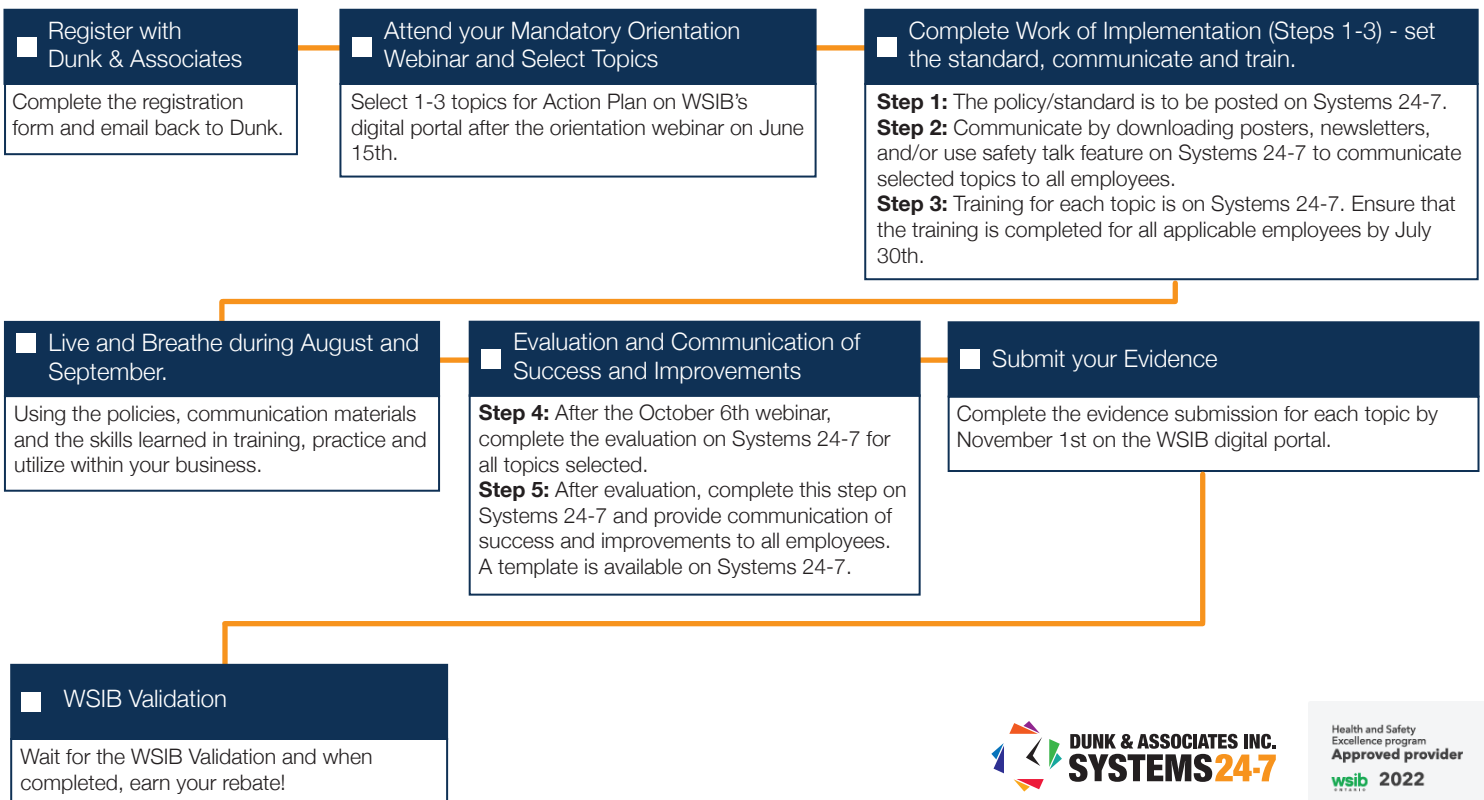 Register with
Dunk & Associates
Complete the registration
form and email back to Dunk.
Attend your Mandatory Orientation
Webinar and Select Topics
Select 1-3 topics for Action Plan on WSIB’s
digital portal after the orientation webinar on June
15th.
Complete Work of Implementation (Steps 1-3) - set
the standard, communicate and train.
Step 1: The policy/standard is to be posted on Systems 24-7.
Step 2: Communicate by downloading posters, newsletters,
and/or use safety talk feature on Systems 24-7 to communicate
selected topics to all employees.
Step 3: Training for each topic is on Systems 24-7. Ensure that
the training is completed for all applicable employees by July
30th.
Live and Breathe during August and
September.
Using the policies, communication materials
and the skills learned in training, practice and
utilize within your business.
Evaluation and Communication of
Success and Improvements
Step 4: After the October 6th webinar,
complete the evaluation on Systems 24-7 for
all topics selected.
Step 5: After evaluation, complete this step on
Systems 24-7 and provide communication of
success and improvements to all employees.
A template is available on Systems 24-7.
Submit your Evidence
Complete the evidence submission for each topic by
November 1st on the WSIB digital portal.
WSIB Validation
Wait for the WSIB Validation and when
completed, earn your rebate!
DUNK & ASSOCIATES INC.
SYSTEMS 24-7
Health and Safety
Excellence program
Approved provider
wsib 2022
ONTARIO